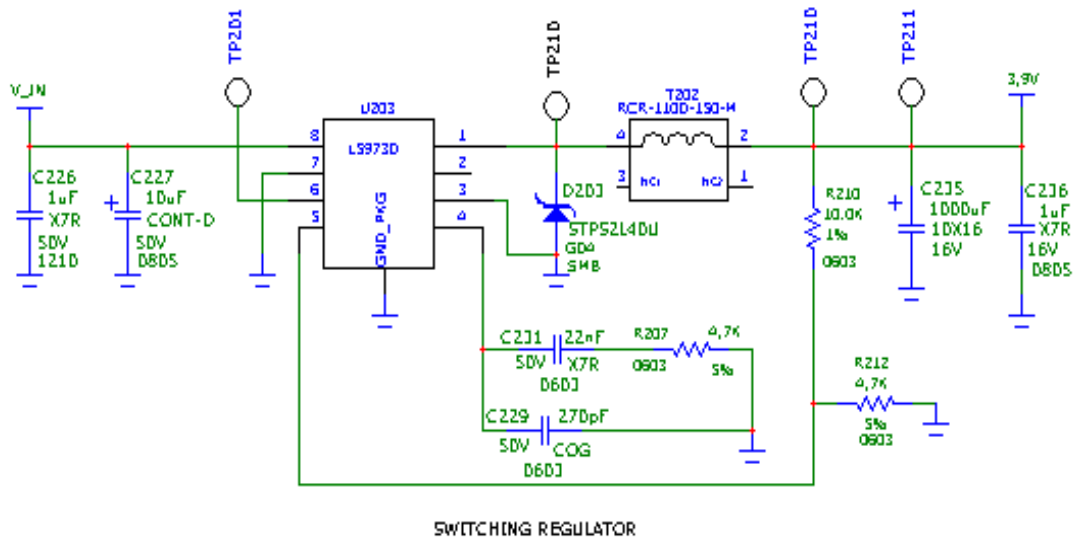 TP201
TP210
TP210
TP211
V_IN
U203
T202
RCR-110D-150-M
3,9V
8
L5973D
1
4
2
7
2
C226
1uF
X7R
50V
1210
C227
10uF
CONT-D
50V
0805
6
3
3
NC1
NC2
1
5
4
GND_PKG
D203
STPS2L40U
GD4
SMB
R210
10.0K
1%
0603
C235
1000uF
10X16
16V
C236
1uF
X7R
16V
0805
C231
22nF
R207
4,7K
50V
X7R
0603
5%
0603
R212
4,7K
5%
0603
C229
270pF
50V
COG
0603
SWITCHING REGULATOR